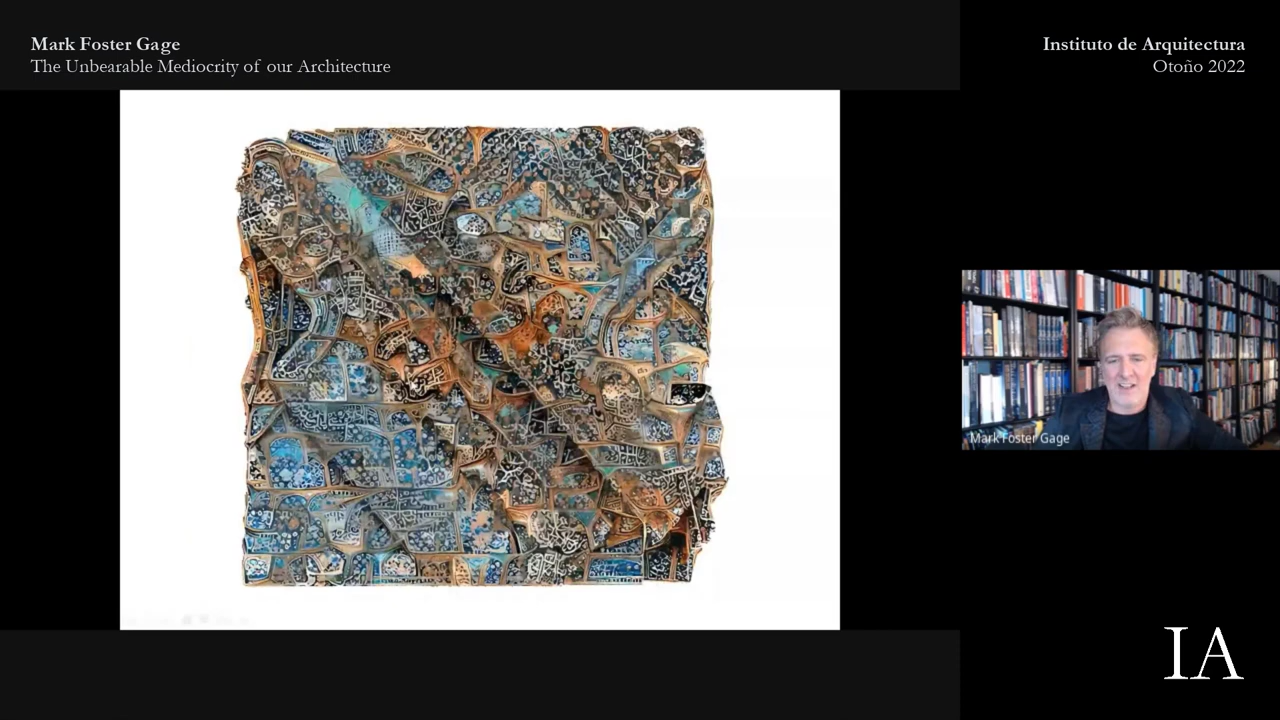 Mark Foster Gage
The Unbearable Mediocrity of our Architecture
Instituto de Arquitectura
Otoño 2022
Mark Foster Gage
IA